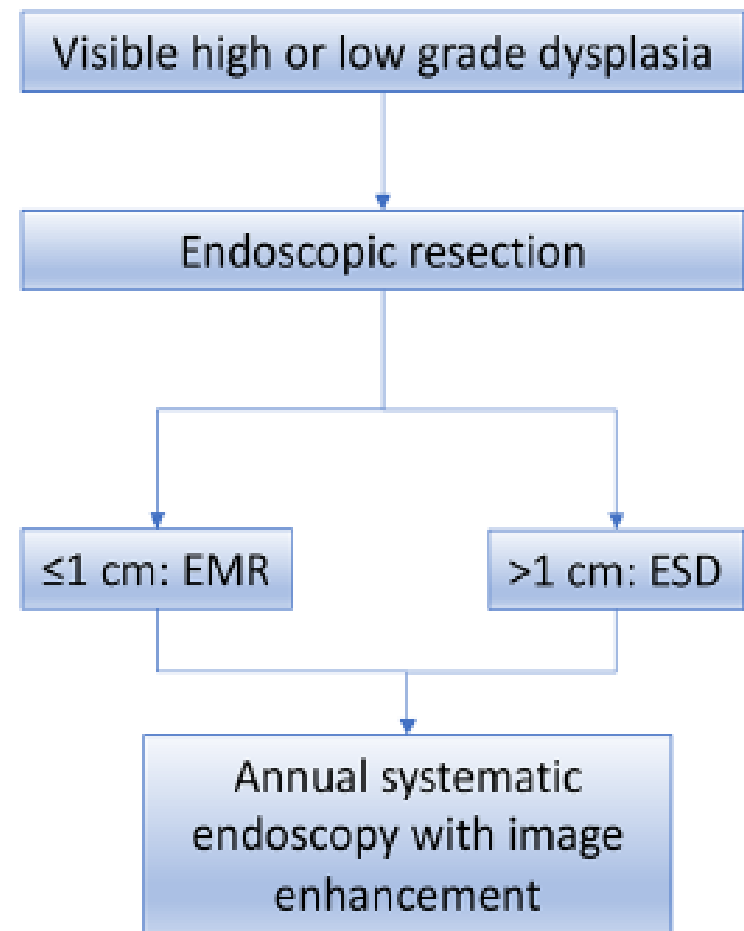 Visible high or low grade dysplasia
Endoscopic resection
≤1 cm: EMR
>1 cm: ESD
Annual systematic
endoscopy with image
enhancement